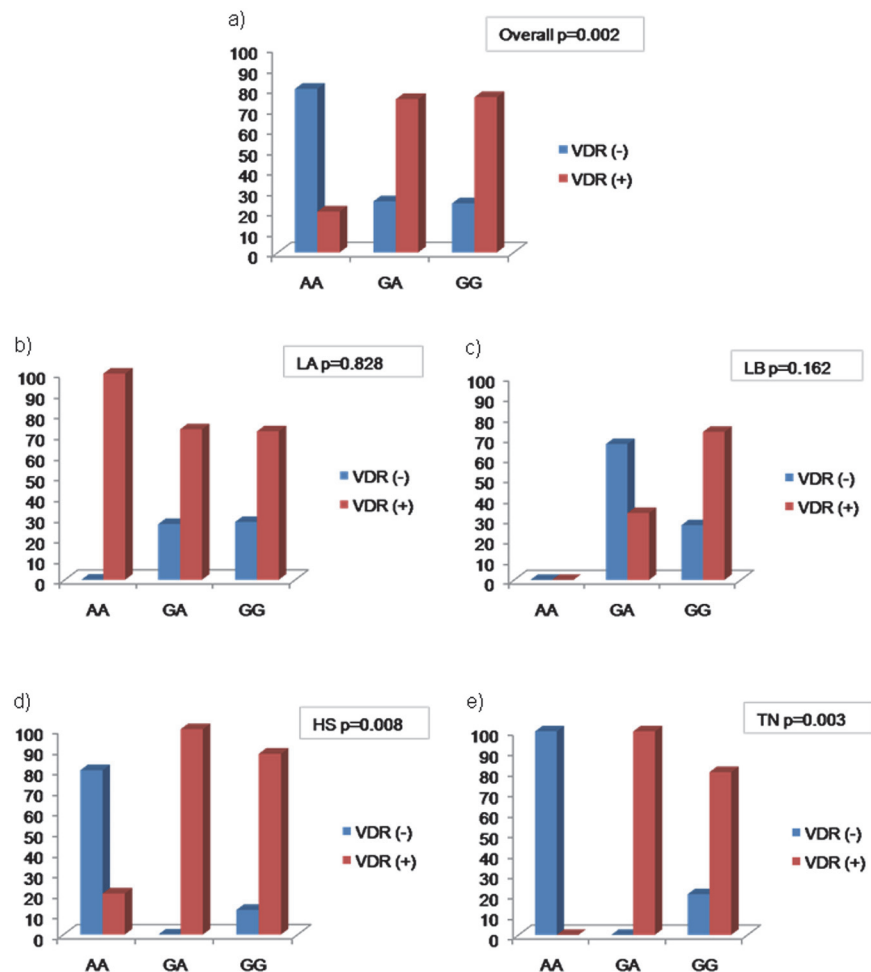 a)
Overall p=0.002
100
90
80
70
60
50
40
30
20
10
0
VDR (-)
VDR (+)
AA GA GG
b)
LA p=0.828
100
90
80
70
60
50
40
30
20
10
0
VDR (-)
VDR (+)
AA GA GG
c)
LB p=0.162
100
90
80
70
60
50
40
30
20
10
0
VDR (-)
VDR (+)
AA GA GG
d)
HS p=0.008
100
90
80
70
60
50
40
30
20
10
0
VDR (-)
VDR (+)
AA GA GG
e)
TN p=0.003
100
90
80
70
60
50
40
30
20
10
0
VDR (-)
VDR (+)
AA GA GG